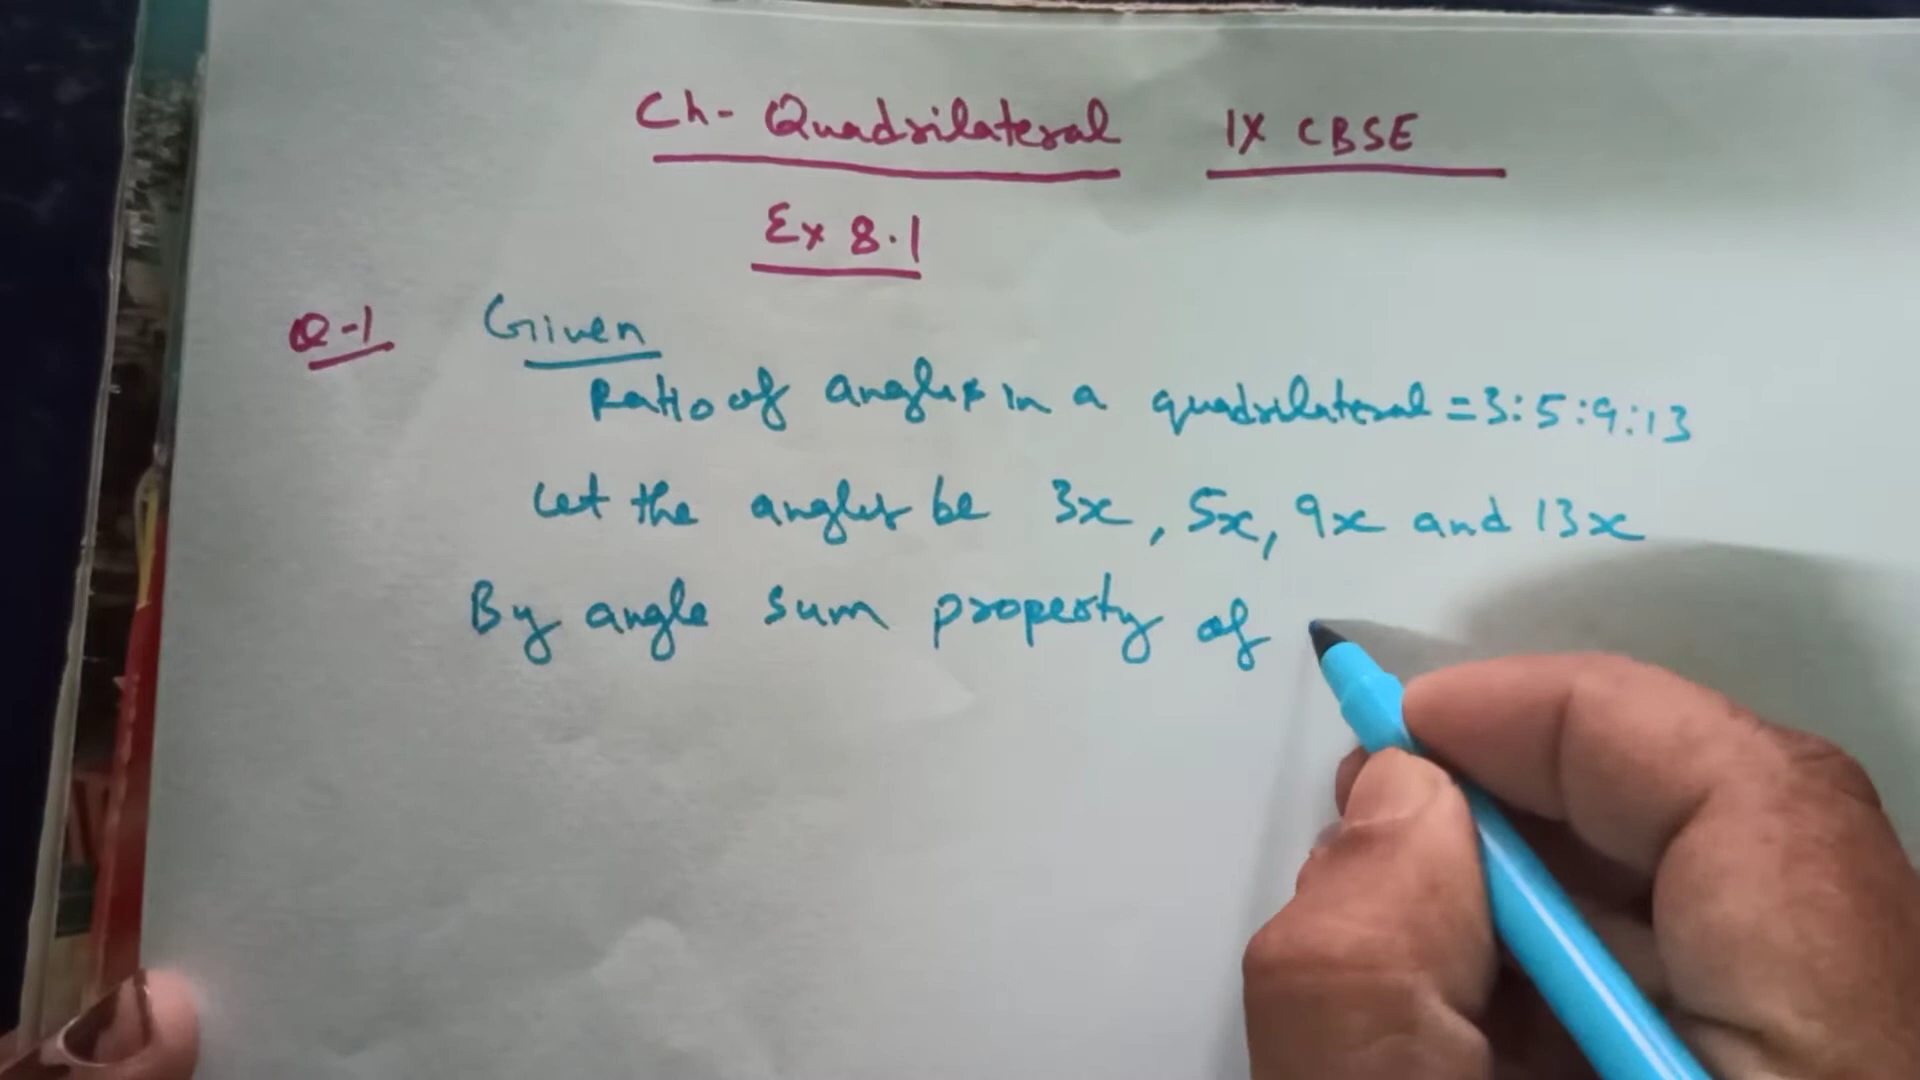 Ch- Quadrilateral IX CBSE
Ex 8.1
Q-1 Given
Ratio of angles in a quadrilateral = 3:5:9:13
Let the angles be 3x, 5x, 9x and 13x
By angle sum property of